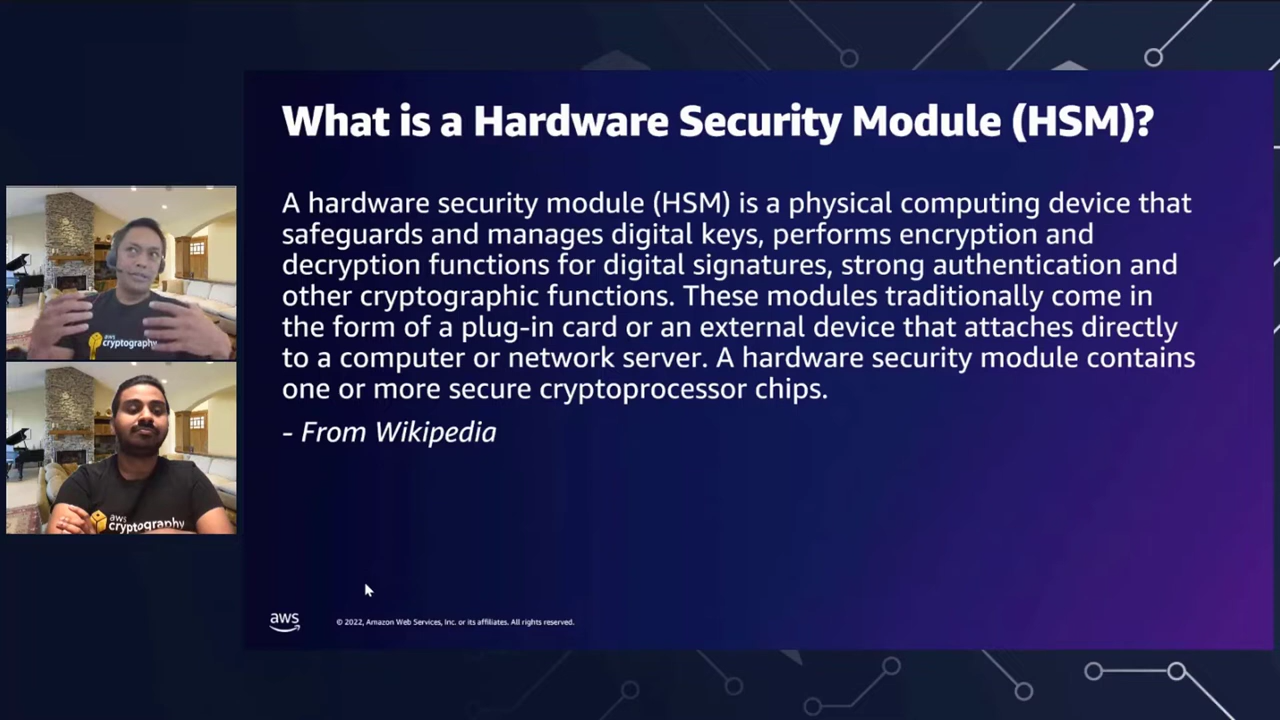 What is a Hardware Security Module (HSM)?
A hardware security module (HSM) is a physical computing device that
safeguards and manages digital keys, performs encryption and
decryption functions for digital signatures, strong authentication and
other cryptographic functions. These modules traditionally come in
the form of a plug-in card or an external device that attaches directly
to a computer or network server. A hardware security module contains
one or more secure cryptoprocessor chips.
- From Wikipedia
aws
cryptography
aws
cryptography
aws
© 2022, Amazon Web Services, Inc. or its affiliates. All rights reserved.